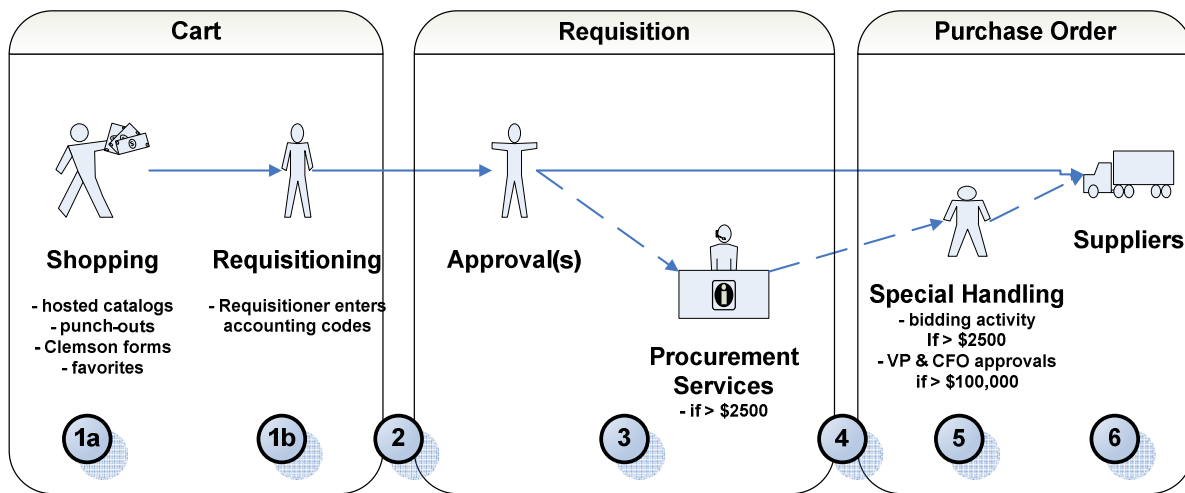 Cart
Requisition
Purchase Order
Shopping
- hosted catalogs
- punch-outs
- Clemson forms
- favorites
Requisitioning
- Requisitioner enters
accounting codes
Approval(s)
i
Procurement
Services
- if > $2500
Special Handling
- bidding activity
If > $2500
- VP & CFO approvals
if > $100,000
Suppliers
1a
1b
2
3
4
5
6